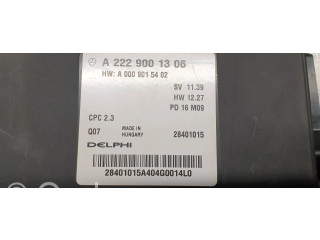 A 222 900 13 06
HW: A 000 901 54 02
SV 11.39
HW 12.27
PD 16 M09
CPC 2.3
Q07
MADE IN
HUNGARY
28401015
DELPHI
28401015A404G0014L0